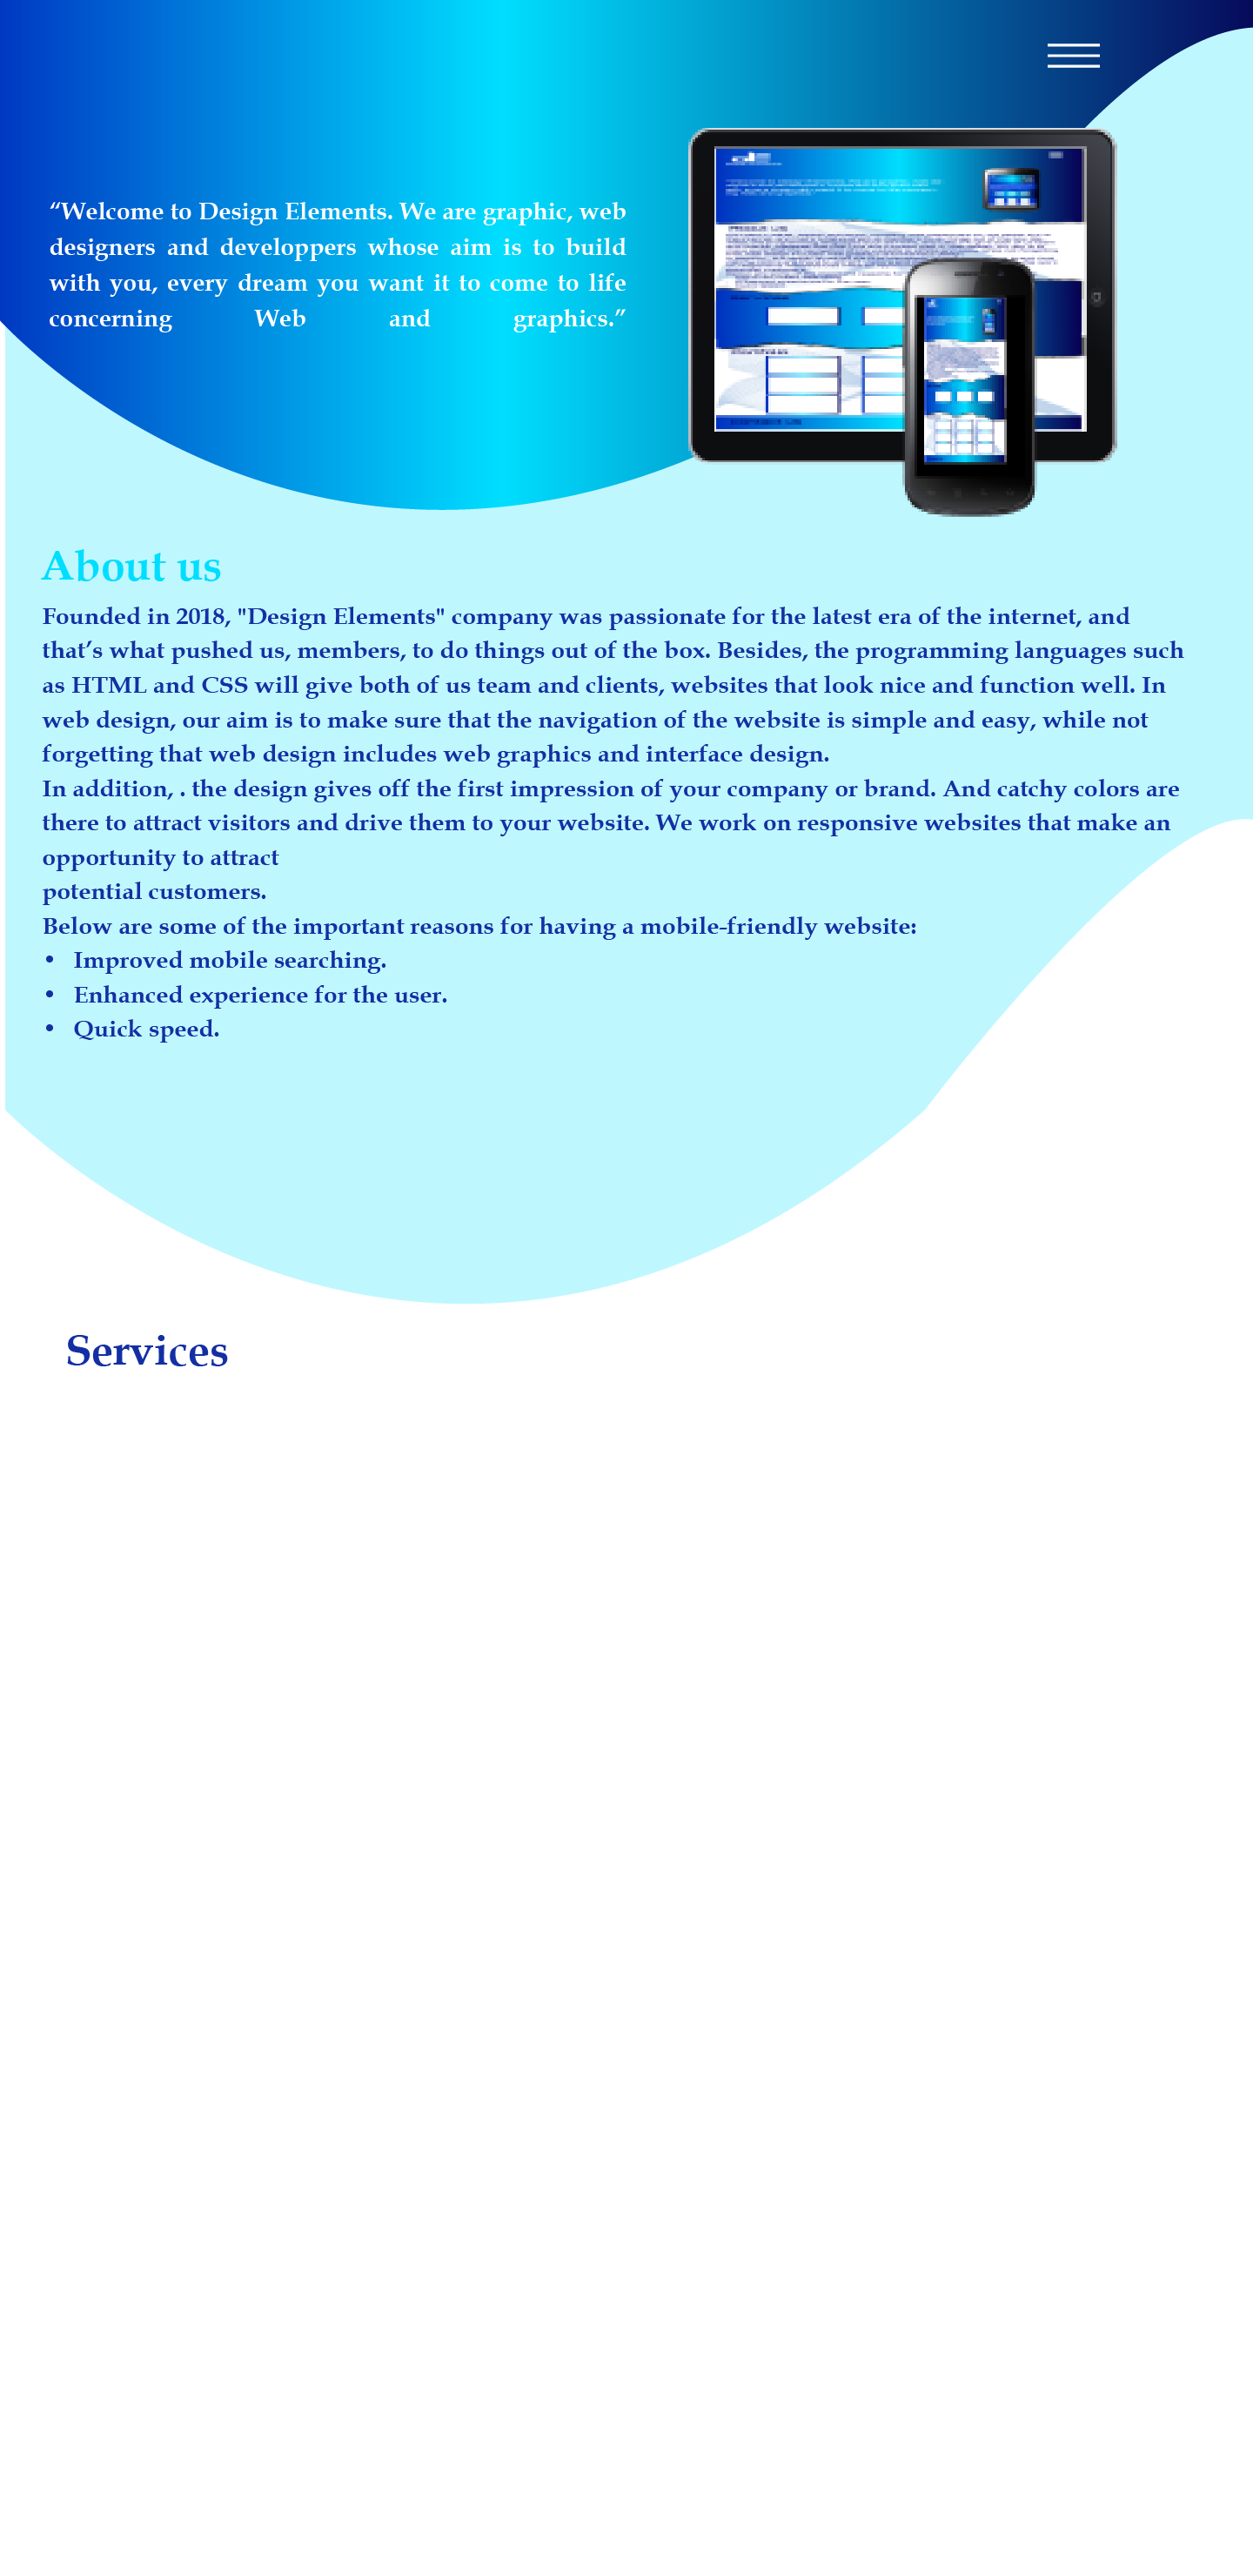 “Welcome to Design Elements. We are graphic, web
designers and developpers whose aim is to build
with you, every dream you want it to come to life
concerning Web and graphics.”
About us
Founded in 2018, "Design Elements" company was passionate for the latest era of the internet, and
that’s what pushed us, members, to do things out of the box. Besides, the programming languages such
as HTML and CSS will give both of us team and clients, websites that look nice and function well. In
web design, our aim is to make sure that the navigation of the website is simple and easy, while not
forgetting that web design includes web graphics and interface design.
In addition, . the design gives off the first impression of your company or brand. And catchy colors are
there to attract visitors and drive them to your website. We work on responsive websites that make an
opportunity to attract
potential customers.
Below are some of the important reasons for having a mobile-friendly website:
• Improved mobile searching.
• Enhanced experience for the user.
• Quick speed.
Services